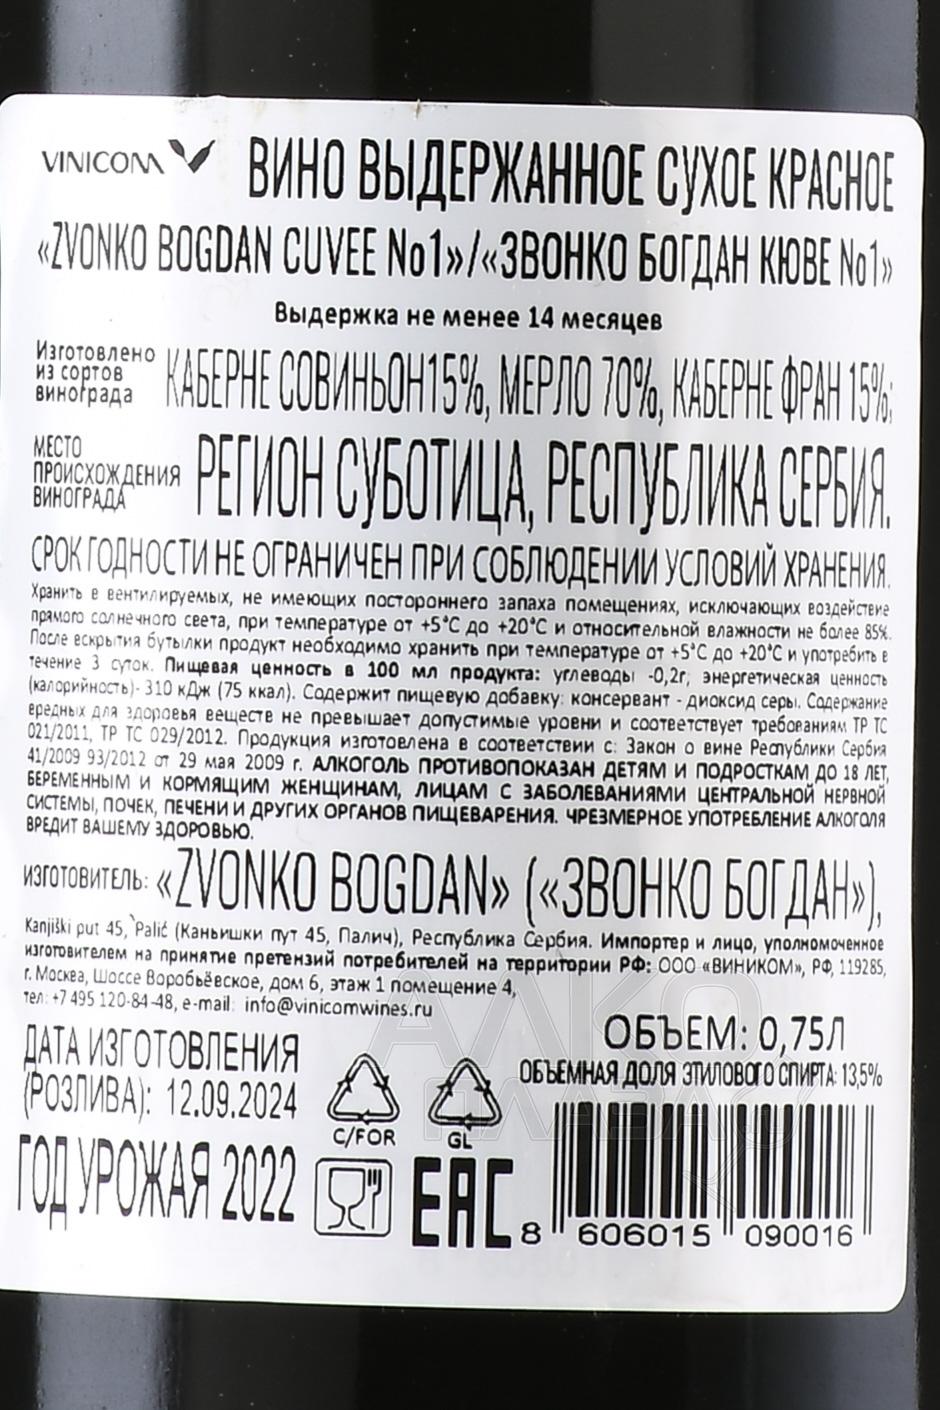 VINICOM ВИНО ВЫДЕРЖАННОЕ СУХОЕ КРАСНОЕ
«ZVONKO BOGDAN CUVEE No1»/«ЗВОНКО БОГДАН КЮВЕ No1»
Выдержка не менее 14 месяцев
Изготовлено
из сортов
винограда
КАБЕРНЕ СОВИНЬОН15%, МЕРЛО 70%, КАБЕРНЕ ФРАН 15%;
МЕСТО
ПРОИСХОЖДЕНИЯ
ВИНОГРАДА
РЕГИОН СУБОТИЦА, РЕСПУБЛИКА СЕРБИЯ.
СРОК ГОДНОСТИ НЕ ОГРАНИЧЕН ПРИ СОБЛЮДЕНИИ УСЛОВИЙ ХРАНЕНИЯ.
Хранить в вентилируемых, не имеющих постороннего запаха помещениях, исключающих воздействие
прямого солнечного света, при температуре от +5°С до +20°С и относительной влажности не более 85%.
После вскрытия бутылки продукт необходимо хранить при температуре от +5°С до +20°С и употребить в
течение 3 суток. Пищевая ценность в 100 мл продукта: углеводы -0,2г; энергетическая ценность
(калорийность)- 310 кДж (75 ккал). Содержит пищевую добавку: консервант - диоксид серы. Содержание
вредных для здоровья веществ не превышает допустимые уровни и соответствует требованиям ТР ТС
021/2011, ТР ТС 029/2012. Продукция изготовлена в соответствии с: Закон о вине Республики Сербия
41/2009 93/2012 от 29 мая 2009 г. АЛКОГОЛЬ ПРОТИВОПОКАЗАН ДЕТЯМ И ПОДРОСТКАМ ДО 18 ЛЕТ,
БЕРЕМЕННЫМ И КОРМЯЩИМ ЖЕНЩИНАМ, ЛИЦАМ С ЗАБОЛЕВАНИЯМИ ЦЕНТРАЛЬНОЙ НЕРВНОЙ
СИСТЕМЫ, ПОЧЕК, ПЕЧЕНИ И ДРУГИХ ОРГАНОВ ПИЩЕВАРЕНИЯ. ЧРЕЗМЕРНОЕ УПОТРЕБЛЕНИЕ АЛКОГОЛЯ
ВРЕДИТ ВАШЕМУ ЗДОРОВЬЮ.
ИЗГОТОВИТЕЛЬ: «ZVONKO BOGDAN» («ЗВОНКО БОГДАН»),
Kanjiški put 45, Palić (Каньишки пут 45, Палич), Республика Сербия. Импортер и лицо, уполномоченное
изготовителем на принятие претензий потребителей на территории РФ: ООО «ВИНИКОМ», РФ, 119285,
г. Москва, Шоссе Воробьёвское, дом 6, этаж 1 помещение 4,
тел: +7 495 120-84-48, e-mail: info@vinicomwines.ru
ДАТА ИЗГОТОВЛЕНИЯ
(РОЗЛИВА): 12.09.2024
ГОД УРОЖАЯ 2022
C/FOR
GL
EAC
ОБЪЕМ: 0,75Л
ОБЪЕМНАЯ ДОЛЯ ЭТИЛОВОГО СПИРТА: 13,5%
8 606015 090016
АЛКО
ПЛАЗА